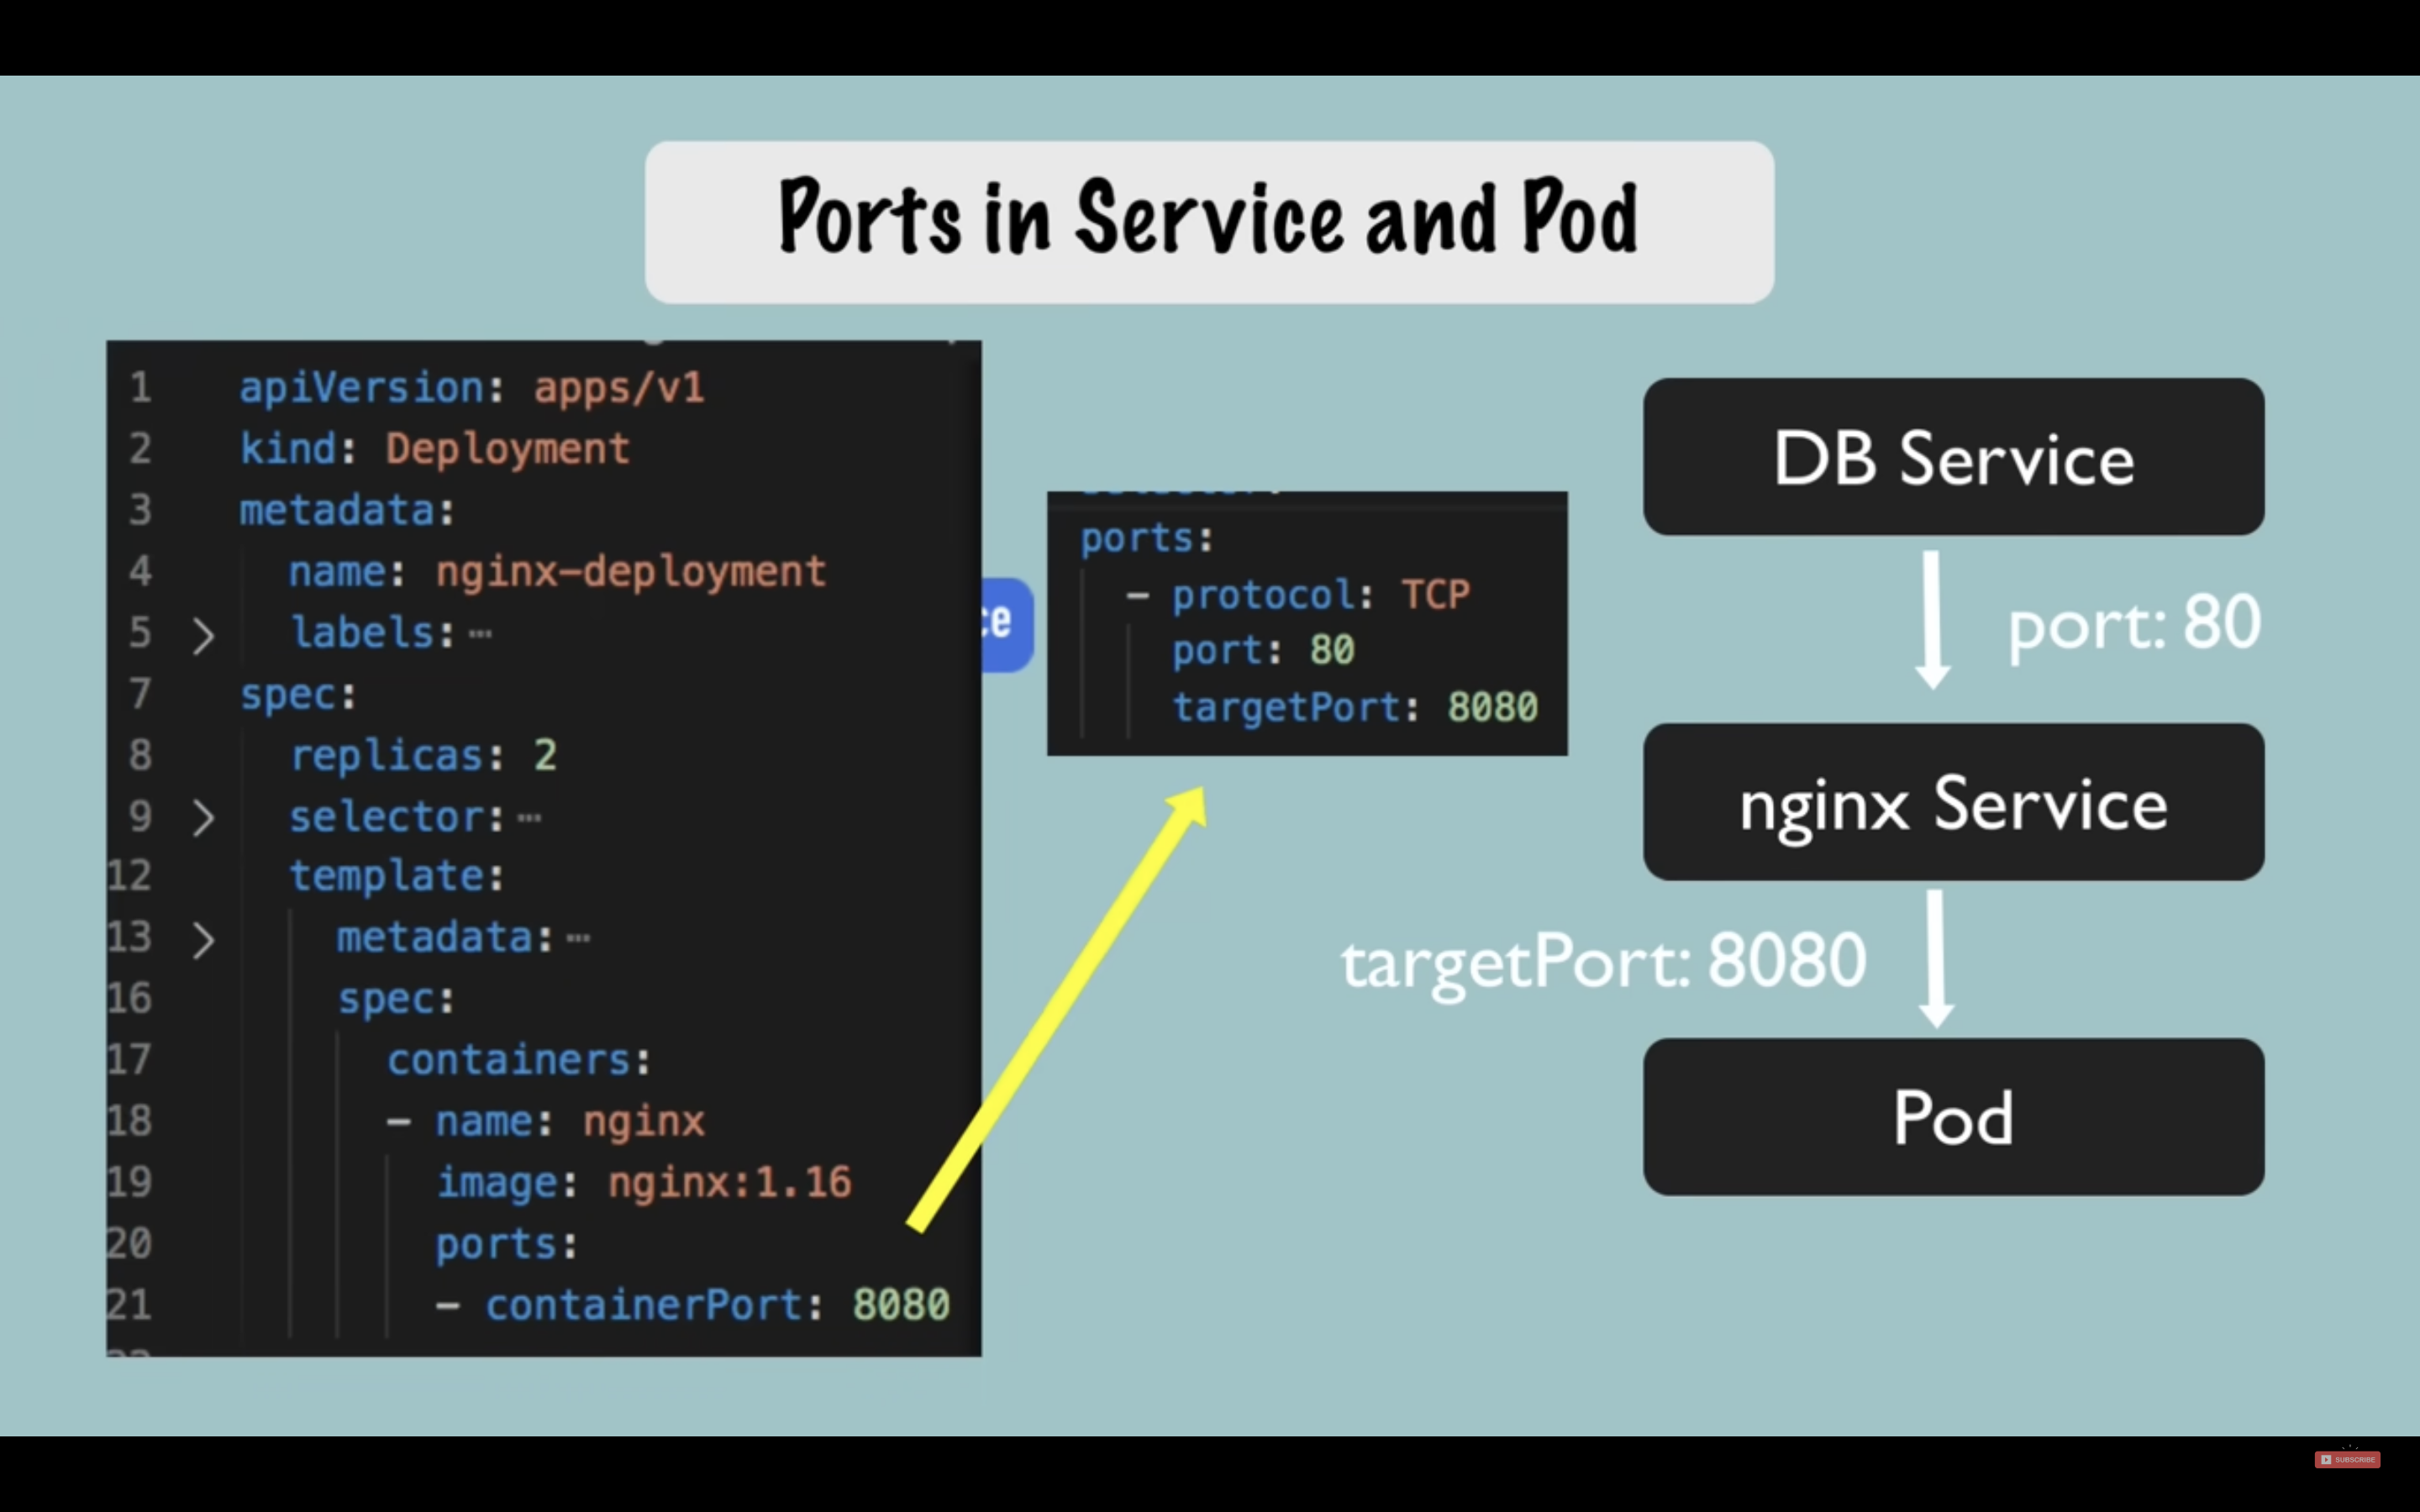 Ports in Service and Pod
1 apiVersion: apps/v1
2 kind: Deployment
3 metadata:
4 name: nginx-deployment
5 > labels: ···
7 spec:
8 replicas: 2
9 > selector: ···
12 template:
13 > metadata: ···
16 spec:
17 containers:
18 - name: nginx
19 image: nginx:1.16
20 ports:
21 - containerPort: 8080
ce
ports:
- protocol: TCP
port: 80
targetPort: 8080
DB Service
port: 80
nginx Service
targetPort: 8080
Pod
SUBSCRIBE